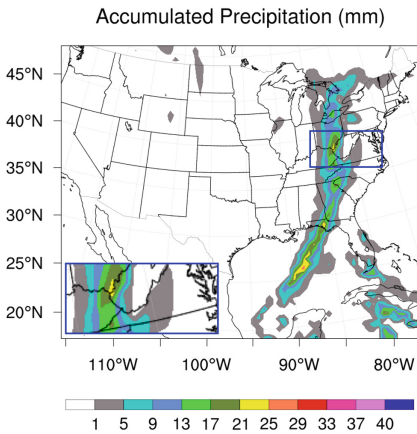 Accumulated Precipitation (mm)
45°N
40°N
35°N
30°N
25°N
20°N
110°W 100°W 90°W 80°W
1 5 9 13 17 21 25 29 33 37 40